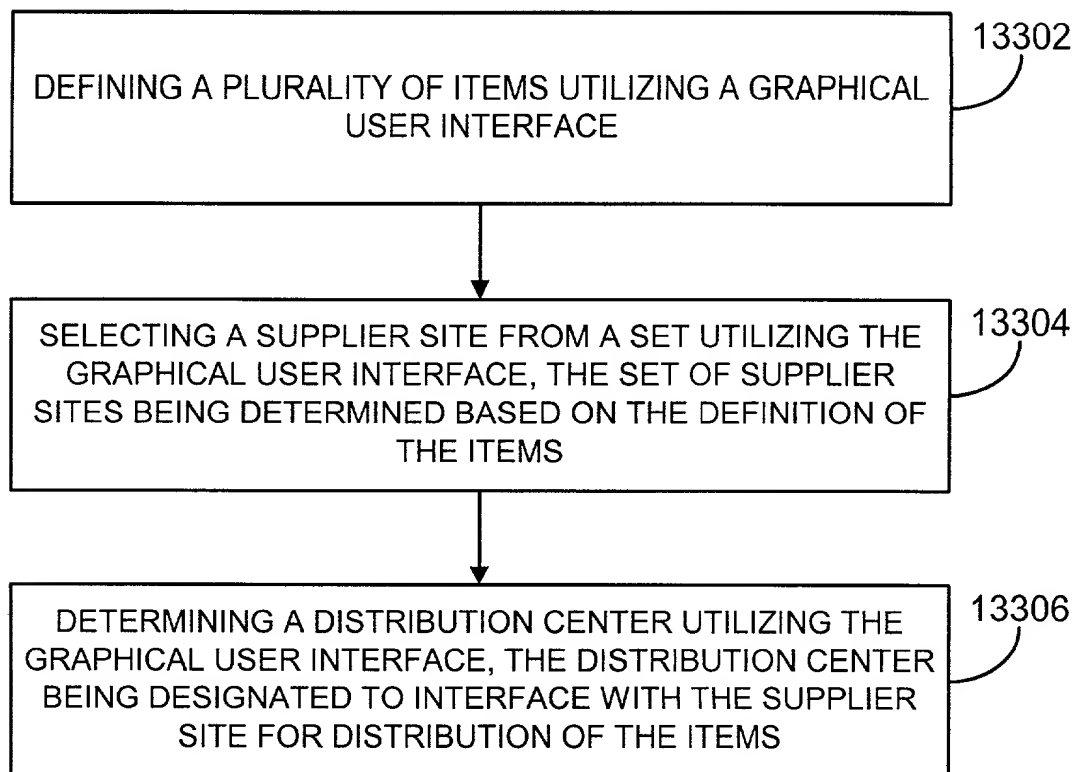 13302
DEFINING A PLURALITY OF ITEMS UTILIZING A GRAPHICAL
USER INTERFACE
13304
SELECTING A SUPPLIER SITE FROM A SET UTILIZING THE
GRAPHICAL USER INTERFACE, THE SET OF SUPPLIER
SITES BEING DETERMINED BASED ON THE DEFINITION OF
THE ITEMS
13306
DETERMINING A DISTRIBUTION CENTER UTILIZING THE
GRAPHICAL USER INTERFACE, THE DISTRIBUTION CENTER
BEING DESIGNATED TO INTERFACE WITH THE SUPPLIER
SITE FOR DISTRIBUTION OF THE ITEMS